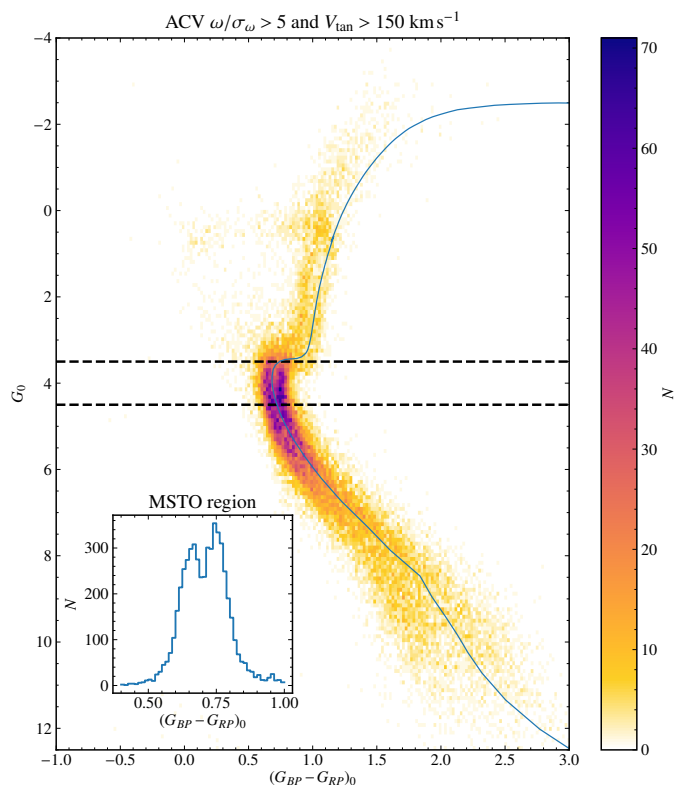 ACV ω/σ_ω > 5 and V_tan > 150 km s⁻¹
−4
−2
0
2
4
6
8
10
12
G₀
−1.0 −0.5 0.0 0.5 1.0 1.5 2.0 2.5 3.0
(G_BP − G_RP)₀
MSTO region
300
200
100
0
N
0.50 0.75 1.00
(G_BP − G_RP)₀
70
60
50
40
30
20
10
0
N